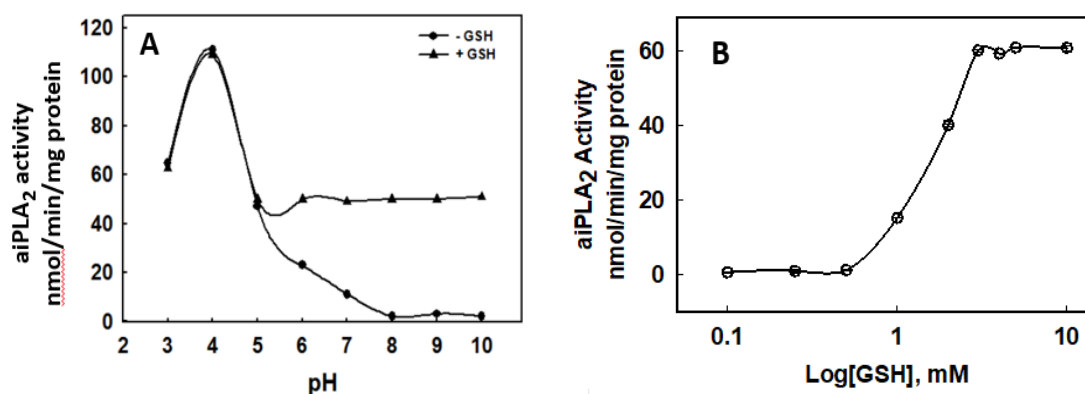 A
- GSH
+ GSH
aiPLA₂ activity
nmol/min/mg protein
120
100
80
60
40
20
0
2 3 4 5 6 7 8 9 10
pH
B
aiPLA₂ Activity
nmol/min/mg protein
60
40
20
0
0.1 1 10
Log[GSH], mM